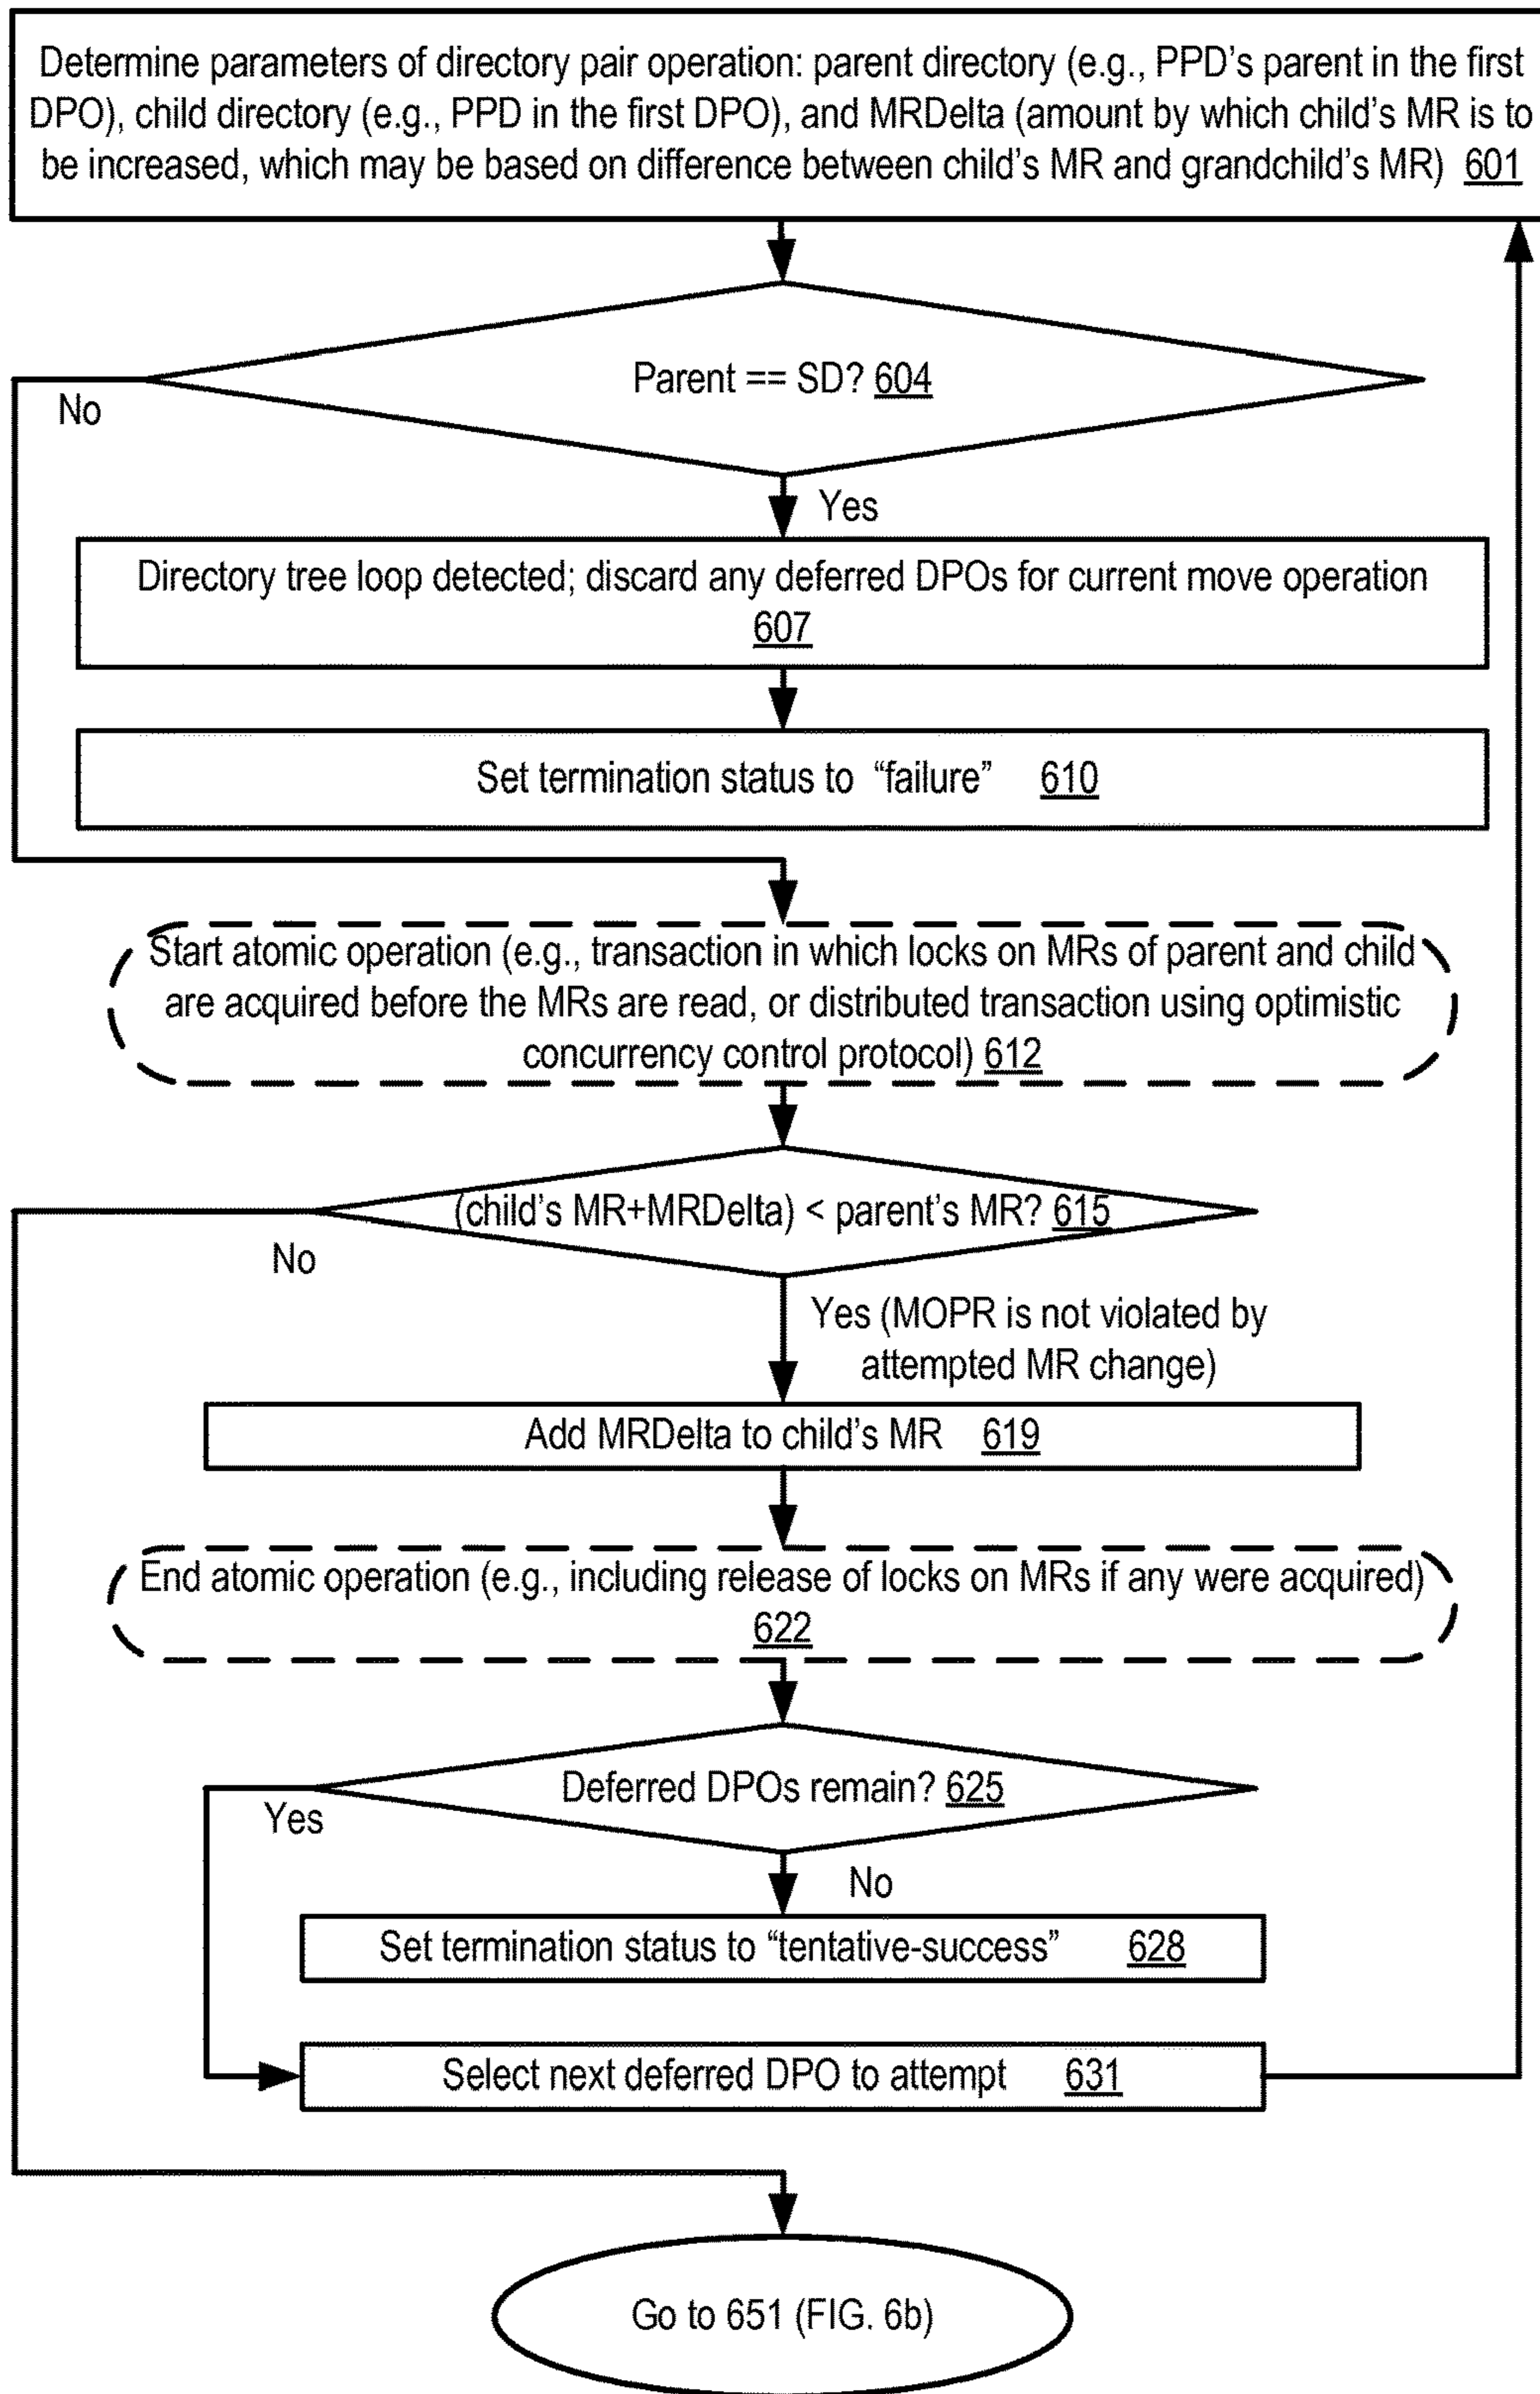 Determine parameters of directory pair operation: parent directory (e.g., PPD's parent in the first
DPO), child directory (e.g., PPD in the first DPO), and MRDelta (amount by which child's MR is to
be increased, which may be based on difference between child's MR and grandchild's MR) 601
Parent == SD? 604
No
Yes
Directory tree loop detected; discard any deferred DPOs for current move operation
607
Set termination status to “failure” 610
Start atomic operation (e.g., transaction in which locks on MRs of parent and child
are acquired before the MRs are read, or distributed transaction using optimistic
concurrency control protocol) 612
(child's MR+MRDelta) < parent's MR? 615
No
Yes (MOPR is not violated by
attempted MR change)
Add MRDelta to child's MR 619
End atomic operation (e.g., including release of locks on MRs if any were acquired)
622
Deferred DPOs remain? 625
Yes
No
Set termination status to “tentative-success” 628
Select next deferred DPO to attempt 631
Go to 651 (FIG. 6b)